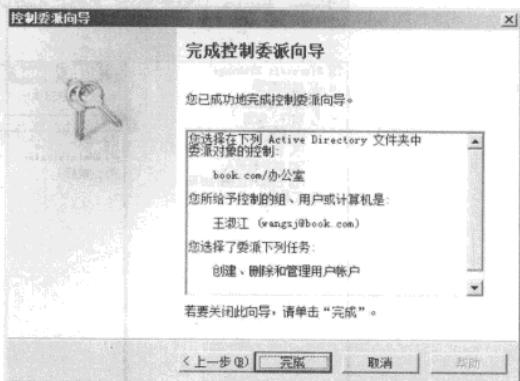 控制委派向导
完成控制委派向导
您已成功地完成控制委派向导。
您选择在下列 Active Directory 文件夹中
委派对象的控制:
book.com/办公室
您所给予控制的组、用户或计算机是:
王淑江 (wangsj@book.com)
您选择了委派下列任务:
创建、删除和管理用户帐户
若要关闭此向导，请单击“完成”。
< 上一步(B) 完成 取消 帮助